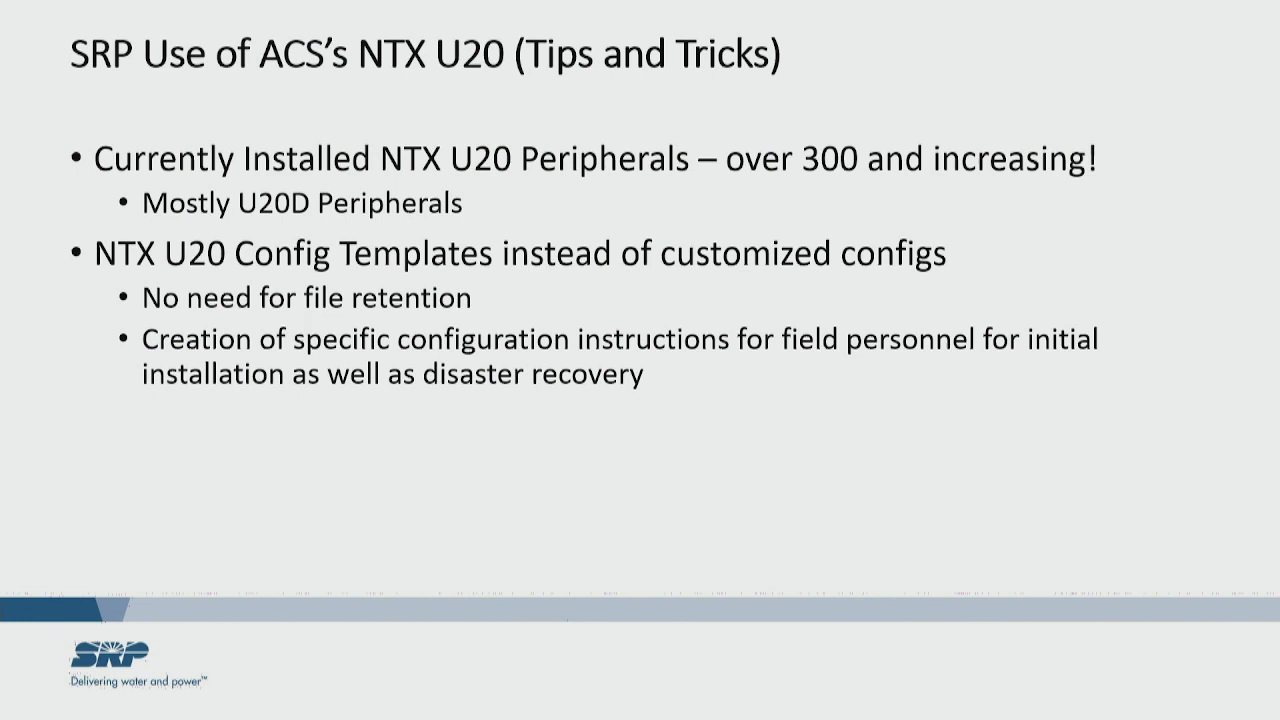 SRP Use of ACS’s NTX U20 (Tips and Tricks)
• Currently Installed NTX U20 Peripherals – over 300 and increasing!
• Mostly U20D Peripherals
• NTX U20 Config Templates instead of customized configs
• No need for file retention
• Creation of specific configuration instructions for field personnel for initial
installation as well as disaster recovery
SRP
Delivering water and power™